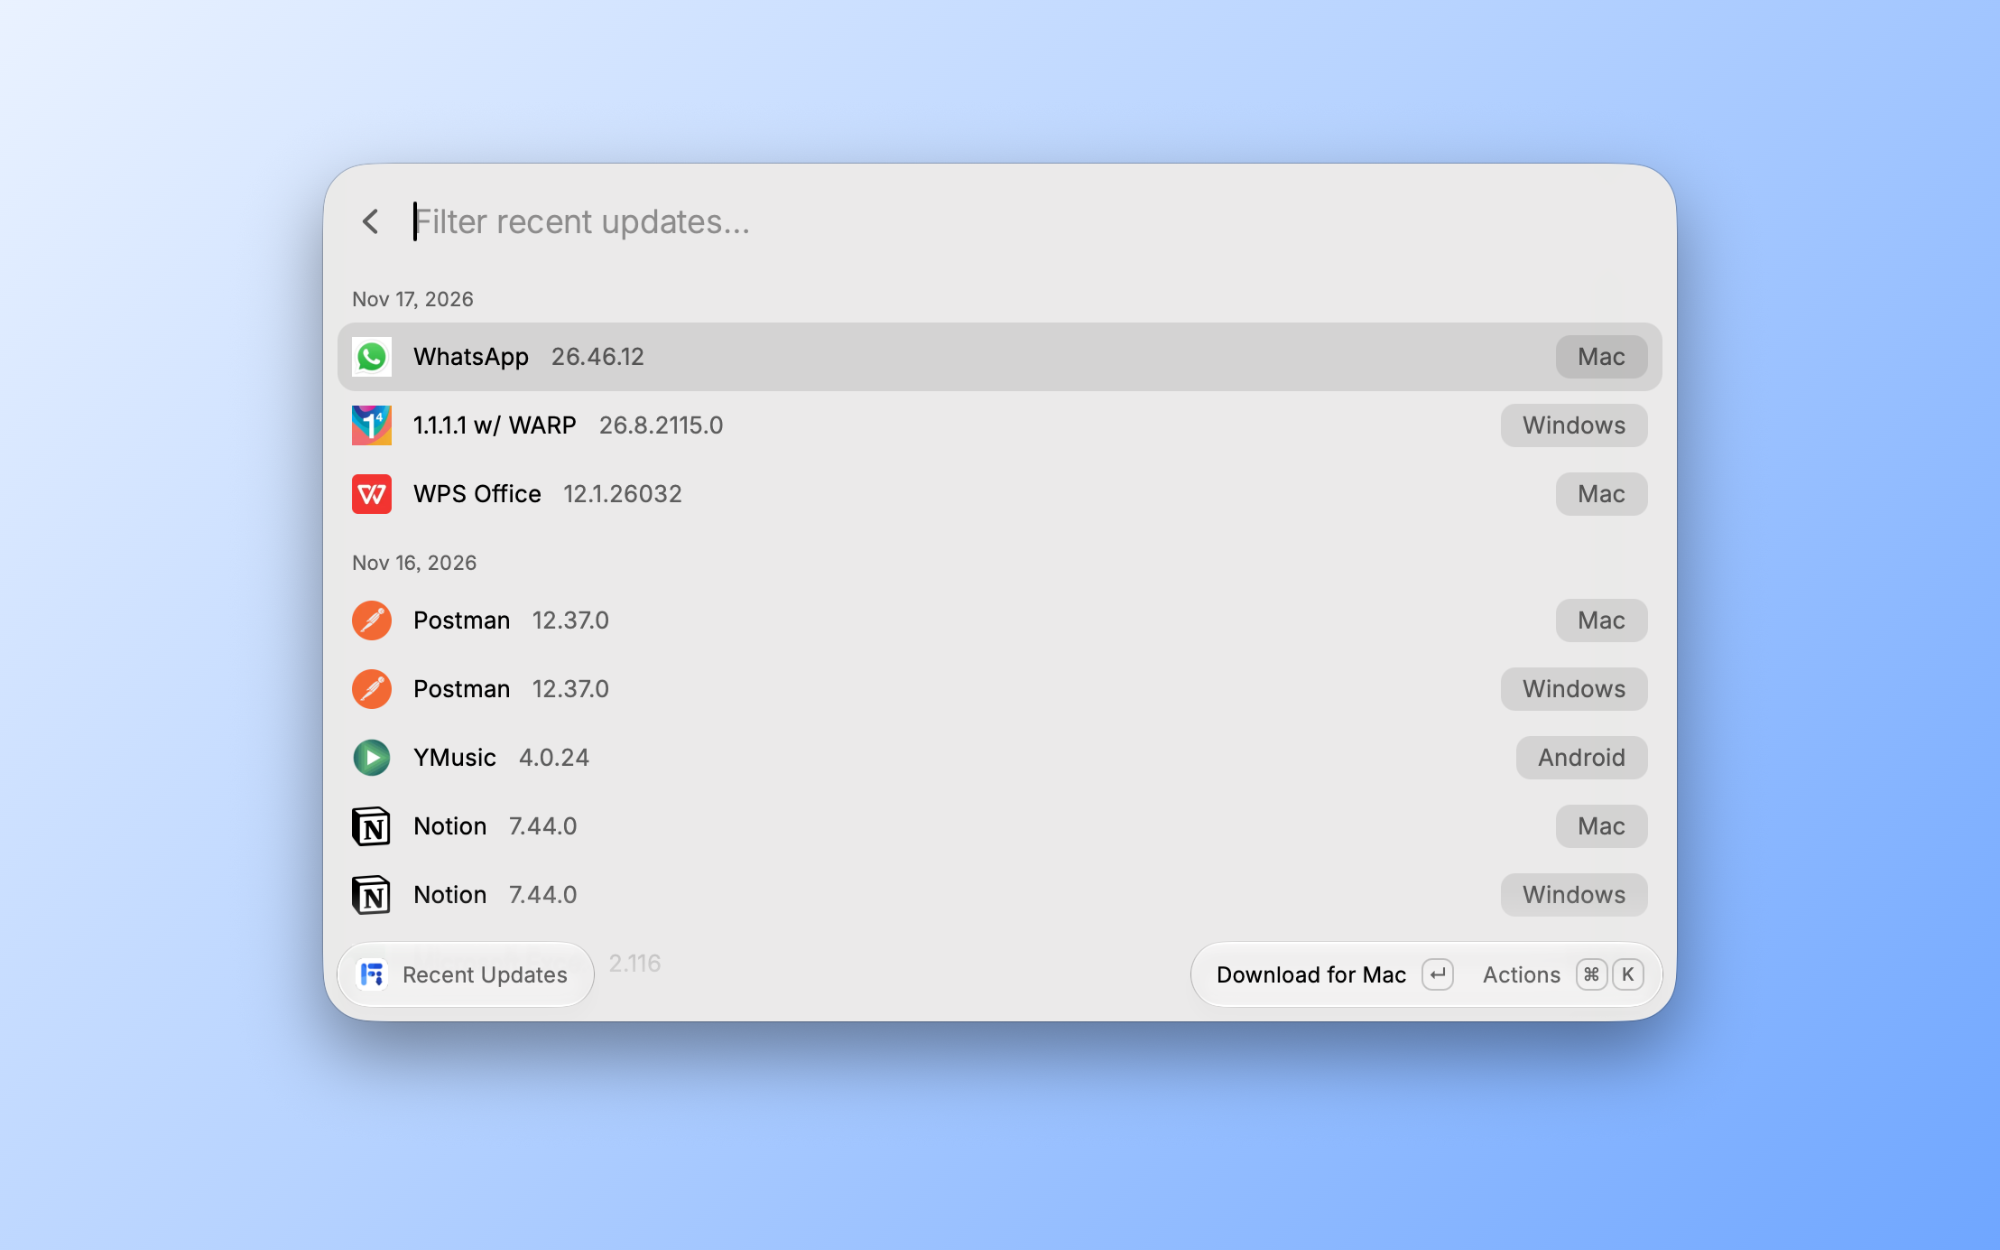 Filter recent updates...
Nov 17, 2026
WhatsApp 26.46.12 Mac
1.1.1.1 w/ WARP 26.8.2115.0 Windows
WPS Office 12.1.26032 Mac
Nov 16, 2026
Postman 12.37.0 Mac
Postman 12.37.0 Windows
YMusic 4.0.24 Android
Notion 7.44.0 Mac
Notion 7.44.0 Windows
2.116
Recent Updates Download for Mac ↵ Actions ⌘ K